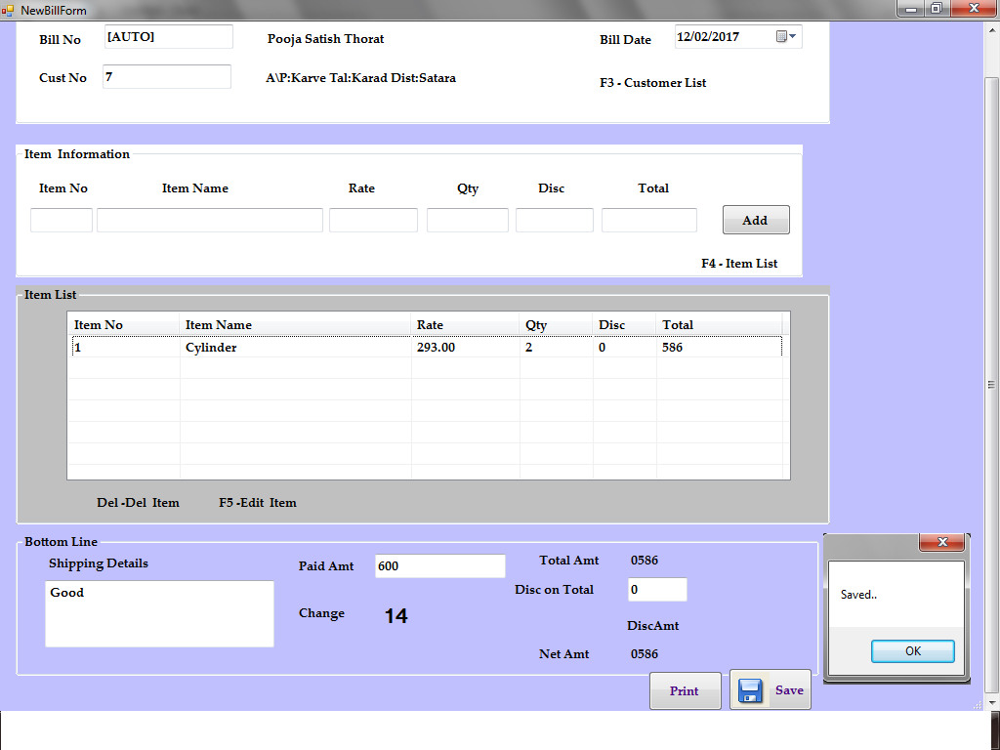 NewBillForm
Bill No [AUTO] Pooja Satish Thorat Bill Date 12/02/2017
Cust No 7 A\P:Karve Tal:Karad Dist:Satara F3 - Customer List
Item Information
Item No Item Name Rate Qty Disc Total
Add
F4 - Item List
Item List
Item No Item Name Rate Qty Disc Total
1 Cylinder 293.00 2 0 586
Del -Del Item F5 -Edit Item
Bottom Line
Shipping Details Paid Amt 600 Total Amt 0586
Good Disc on Total 0
Change 14 DiscAmt
Net Amt 0586
Saved..
OK
Print Save